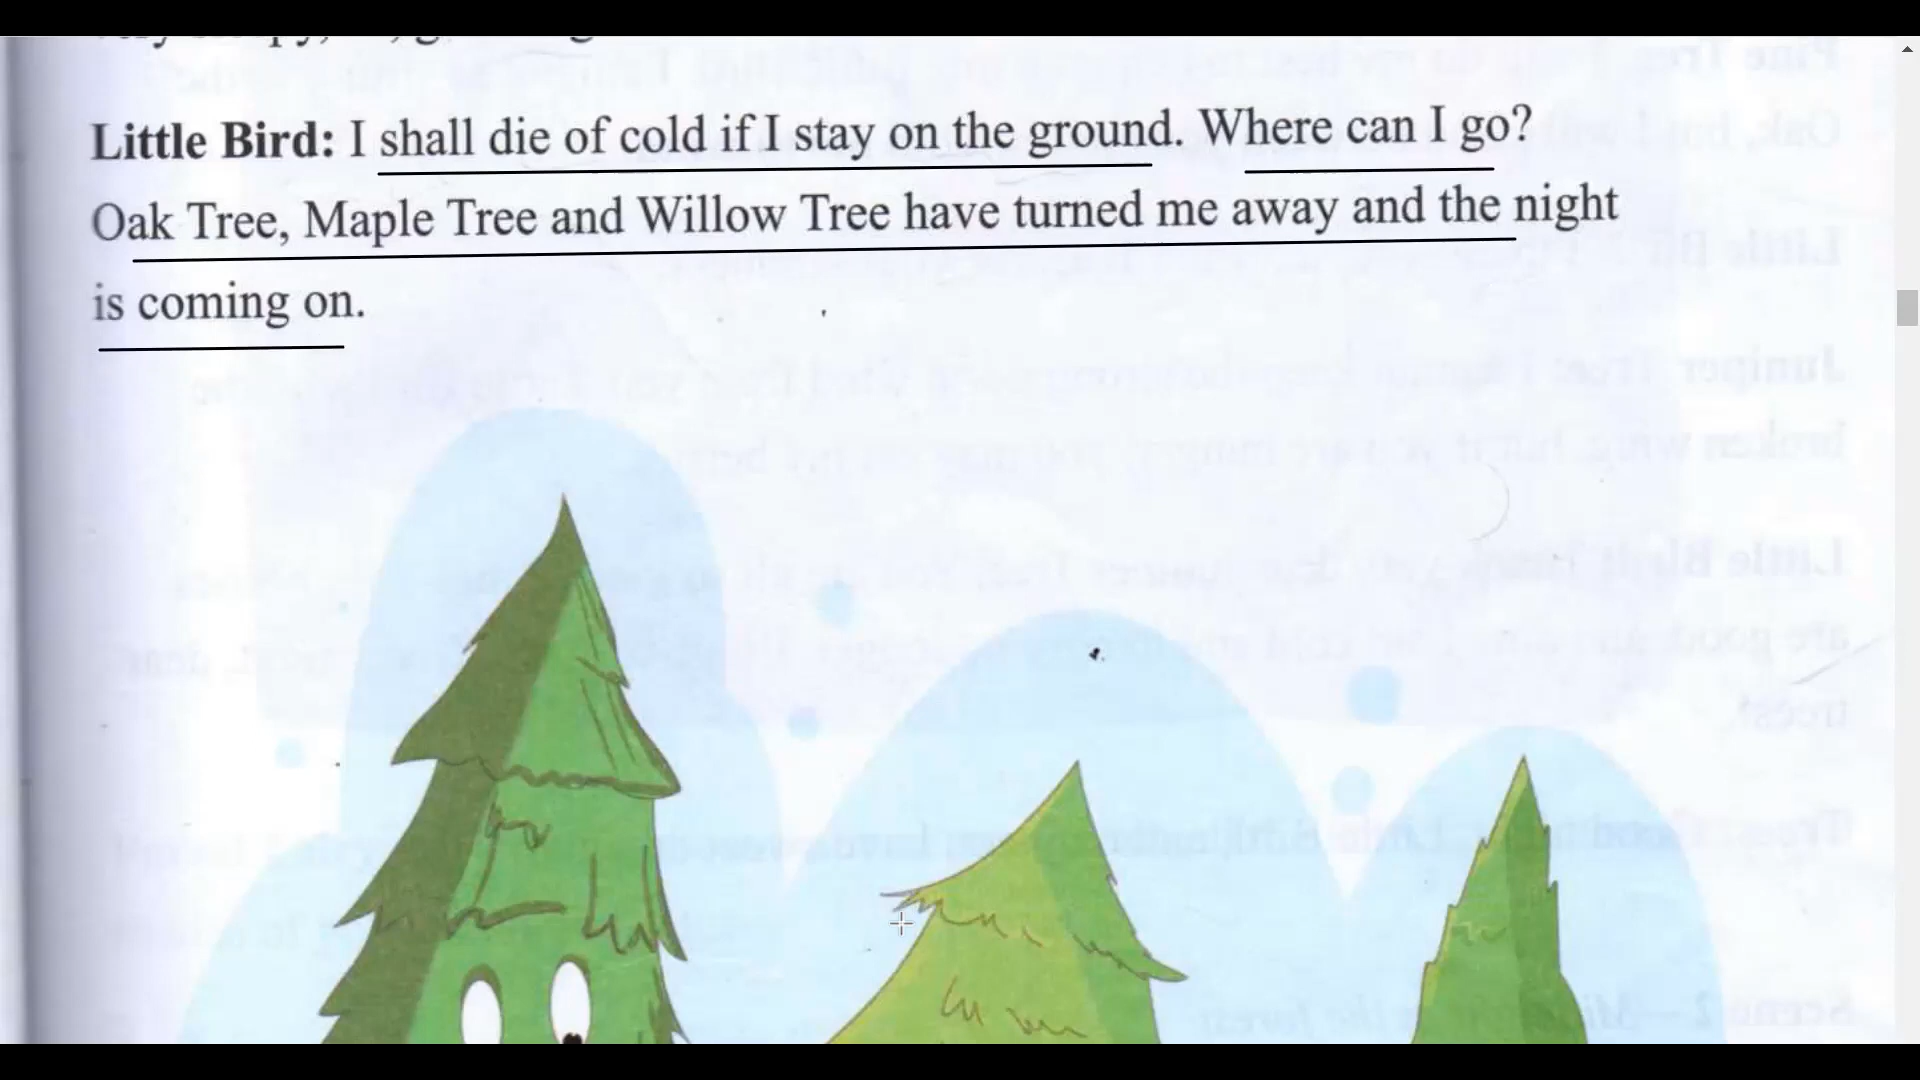 Little Bird: I shall die of cold if I stay on the ground. Where can I go?
Oak Tree, Maple Tree and Willow Tree have turned me away and the night
is coming on.